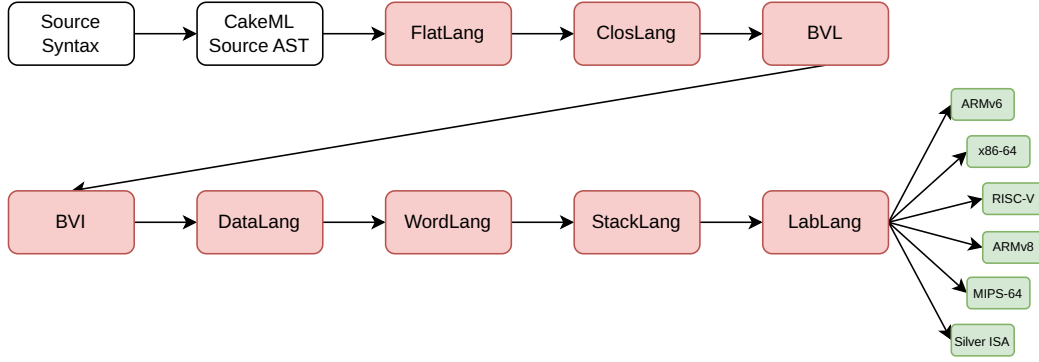 Source
Syntax
CakeML
Source AST
FlatLang
ClosLang
BVL
BVI
DataLang
WordLang
StackLang
LabLang
ARMv6
x86-64
RISC-V
ARMv8
MIPS-64
Silver ISA